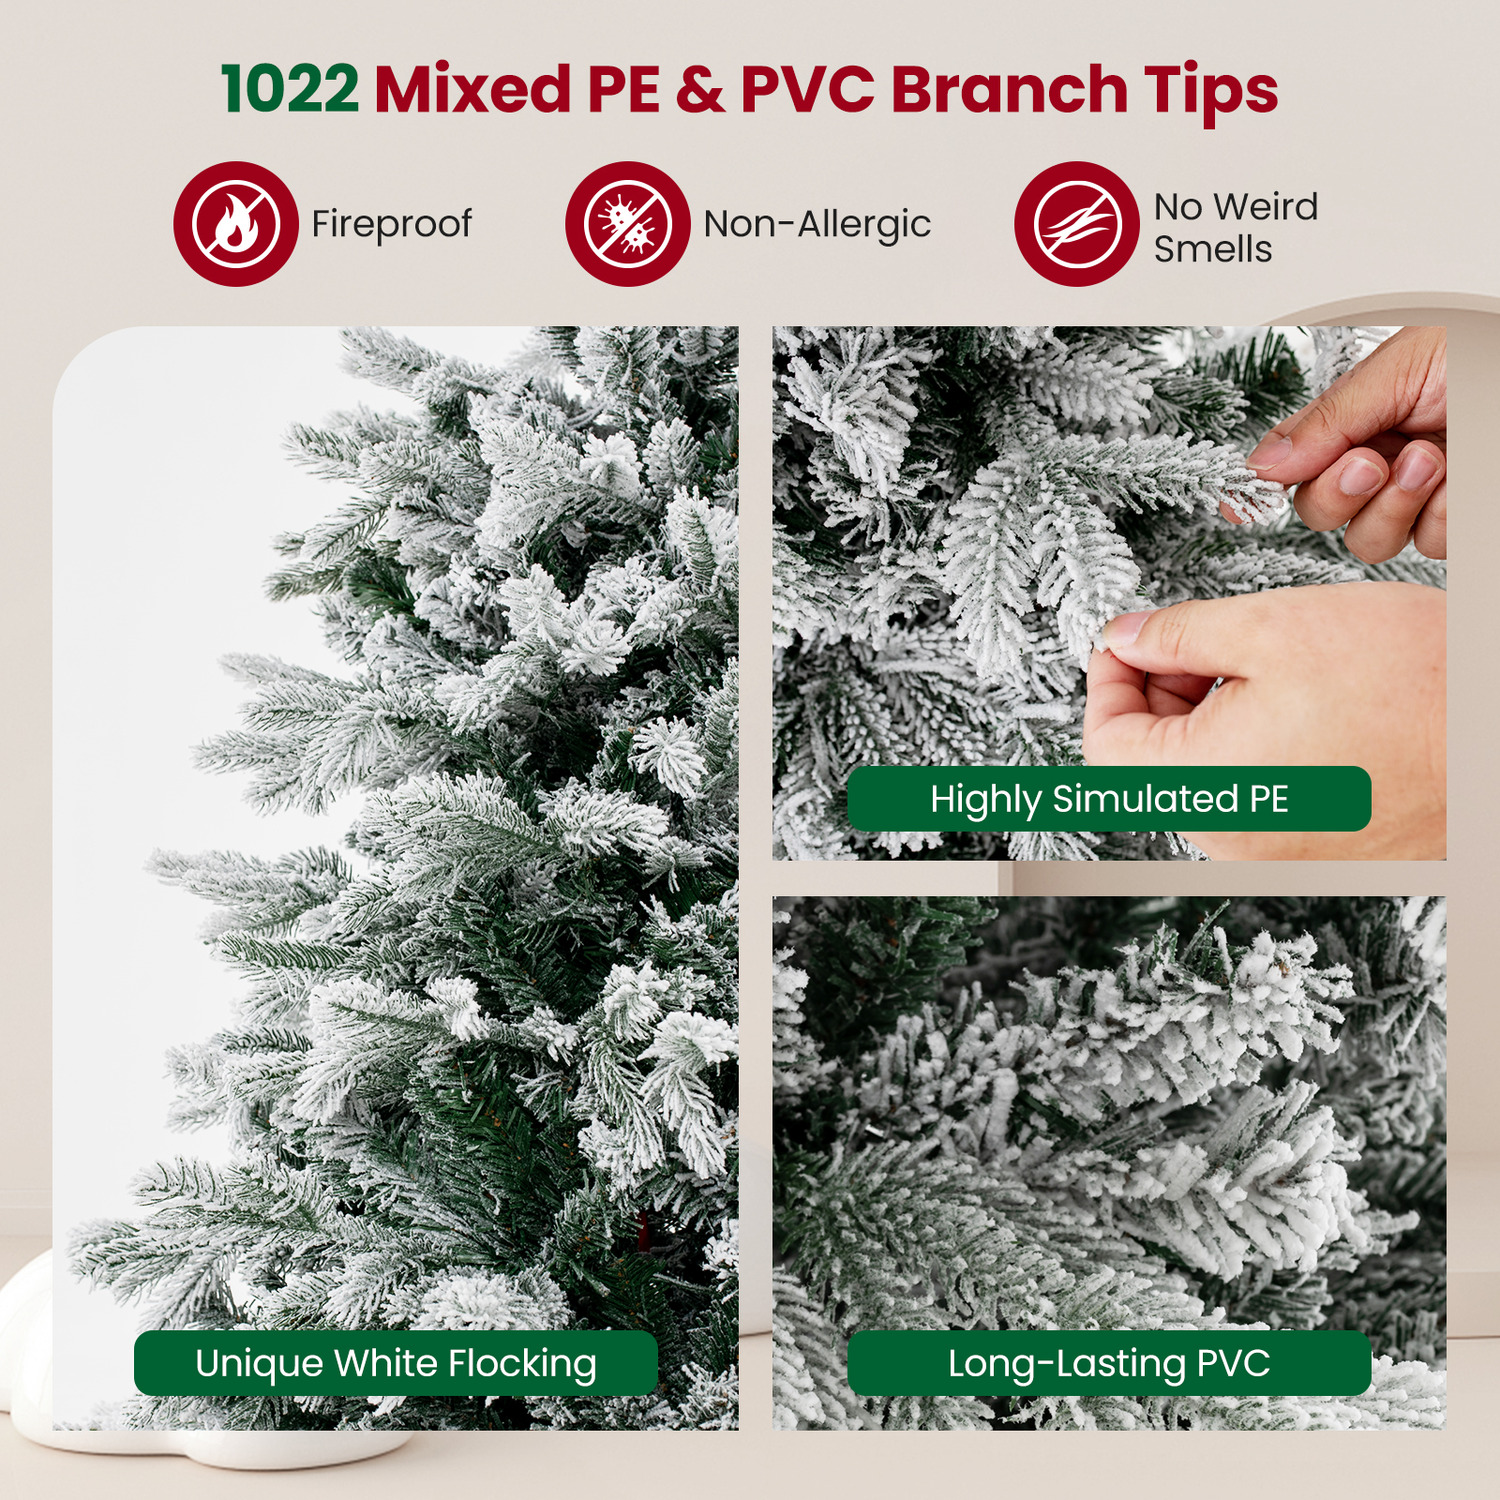 1022 Mixed PE & PVC Branch Tips
Fireproof
Non-Allergic
No Weird
Smells
Highly Simulated PE
Unique White Flocking
Long-Lasting PVC